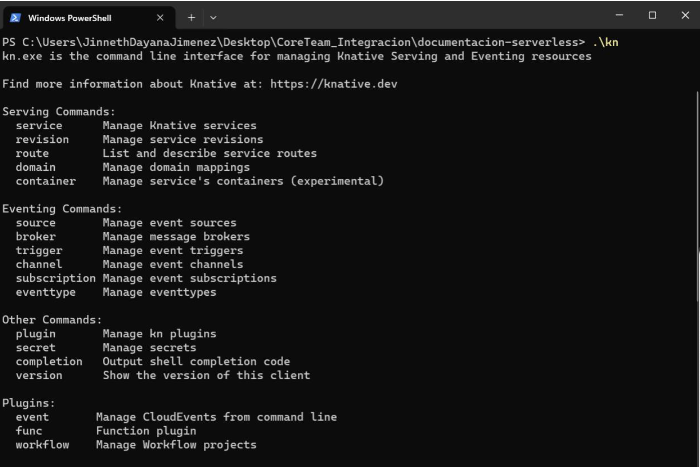 Windows PowerShell
PS C:\Users\JinnethDayanaJimenez\Desktop\CoreTeam_Integracion\documentacion-serverless> .\kn
kn.exe is the command line interface for managing Knative Serving and Eventing resources
Find more information about Knative at: https://knative.dev
Serving Commands:
service Manage Knative services
revision Manage service revisions
route List and describe service routes
domain Manage domain mappings
container Manage service's containers (experimental)
Eventing Commands:
source Manage event sources
broker Manage message brokers
trigger Manage event triggers
channel Manage event channels
subscription Manage event subscriptions
eventtype Manage eventtypes
Other Commands:
plugin Manage kn plugins
secret Manage secrets
completion Output shell completion code
version Show the version of this client
Plugins:
event Manage CloudEvents from command line
func Function plugin
workflow Manage Workflow projects